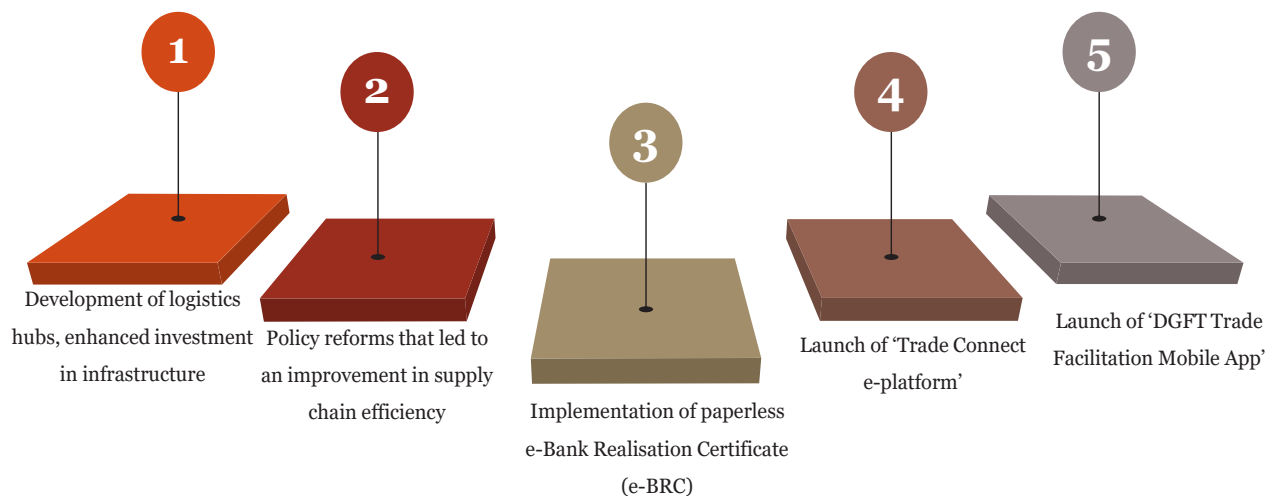 1
Development of logistics
hubs, enhanced investment
in infrastructure
2
Policy reforms that led to
an improvement in supply
chain efficiency
3
Implementation of paperless
e-Bank Realisation Certificate
(e-BRC)
4
Launch of ‘Trade Connect
e-platform’
5
Launch of ‘DGFT Trade
Facilitation Mobile App’